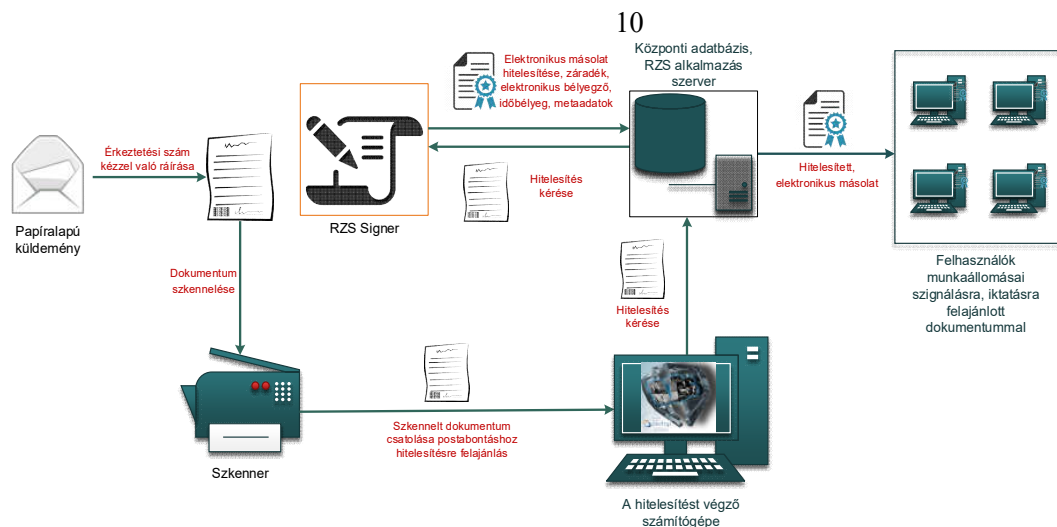 10
Elektronikus másolat
hitelesítése, záradék,
elektronikus bélyegző,
időbélyeg, metaadatok
Központi adatbázis,
RZS alkalmazás
szerver
Érkeztetési szám
kézzel való ráírása
Hitelesítés
kérése
Hitelesített,
elektronikus másolat
Papíralapú
küldemény
RZS Signer
Dokumentum
szkennelése
Hitelesítés
kérése
Felhasználók
munkaállomásai
szignálásra, iktatásra
felajánlott
dokumentummal
Szkennelt dokumentum
csatolása postabontáshoz
hitelesítésre felajánlás
Szkenner
A hitelesítést végző
számítógépe